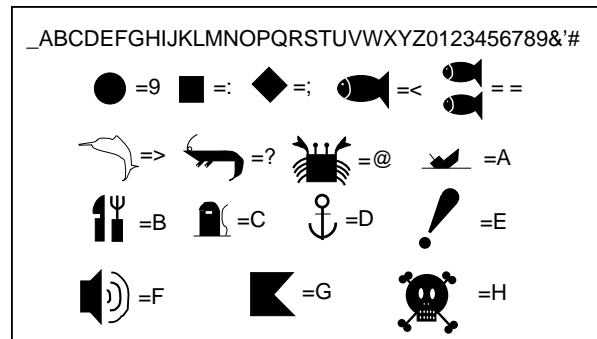 _ABCDEFGHIJKLMNOPQRSTUVWXYZ0123456789&'#
=9 =: =; =< = =
=> =? =@ =A
=B =C =D =E
=F =G =H